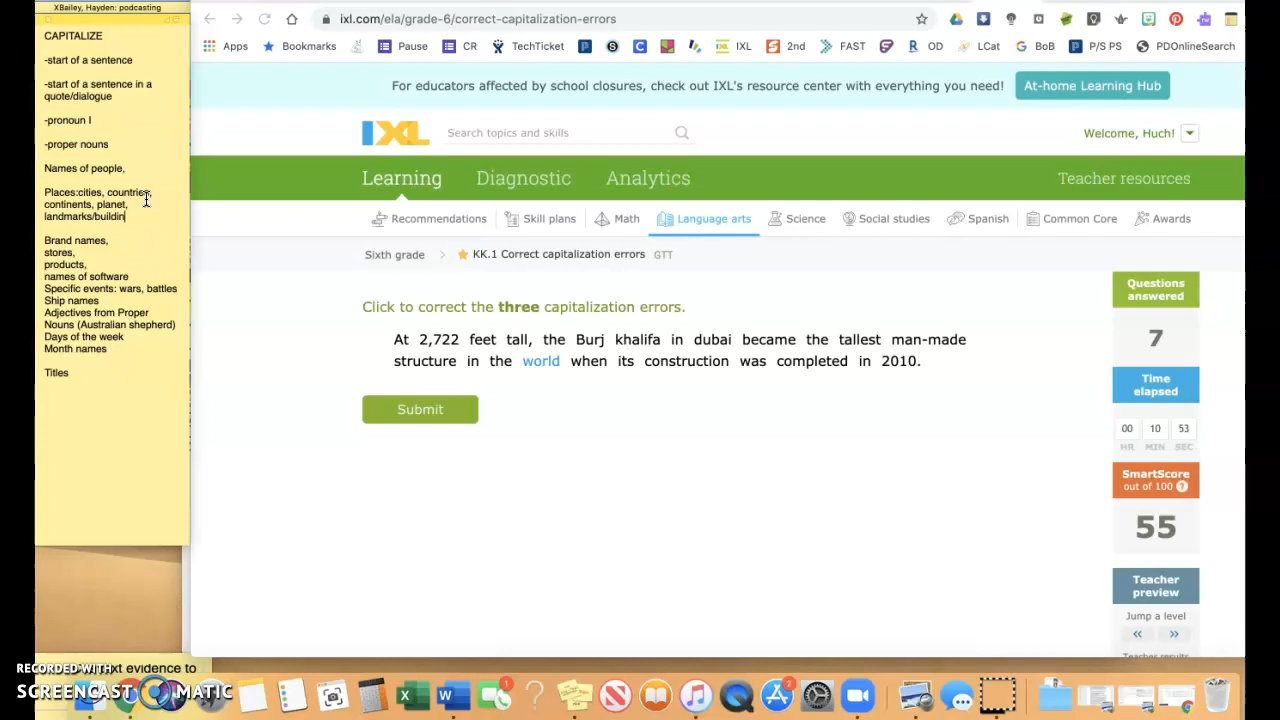 XBailey, Hayden: podcasting
CAPITALIZE
-start of a sentence
-start of a sentence in a
quote/dialogue
-pronoun I
-proper nouns
Names of people,
Places:cities, countries,
continents, planet,
landmarks/buildin
Brand names,
stores,
products,
names of software
Specific events: wars, battles
Ship names
Adjectives from Proper
Nouns (Australian shepherd)
Days of the week
Month names
Titles
ixl.com/ela/grade-6/correct-capitalization-errors
Apps Bookmarks Pause CR TechTicket IXL 2nd FAST OD LCat BoB P/S PS PDOnlineSearch
For educators affected by school closures, check out IXL's resource center with everything you need! At-home Learning Hub
IXL Search topics and skills Welcome, Huch!
Learning Diagnostic Analytics Teacher resources
Recommendations Skill plans Math Language arts Science Social studies Spanish Common Core Awards
Sixth grade > KK.1 Correct capitalization errors GTT
Click to correct the three capitalization errors.
At 2,722 feet tall, the Burj khalifa in dubai became the tallest man-made
structure in the world when its construction was completed in 2010.
Submit
Questions
answered
7
Time
elapsed
00 10 53
HR MIN SEC
SmartScore
out of 100 ?
55
Teacher
preview
Jump a level
« »
Teacher results
RECORDED WITH
SCREENCAST MATIC
xt evidence to